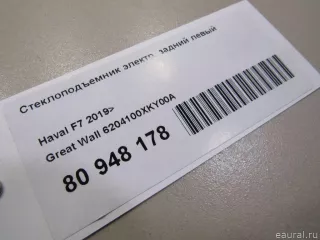 Стеклоподъемник электр. задний левый
Haval F7 2019>
Great Wall 6204100XKY00A
80 948 178
eaural.ru